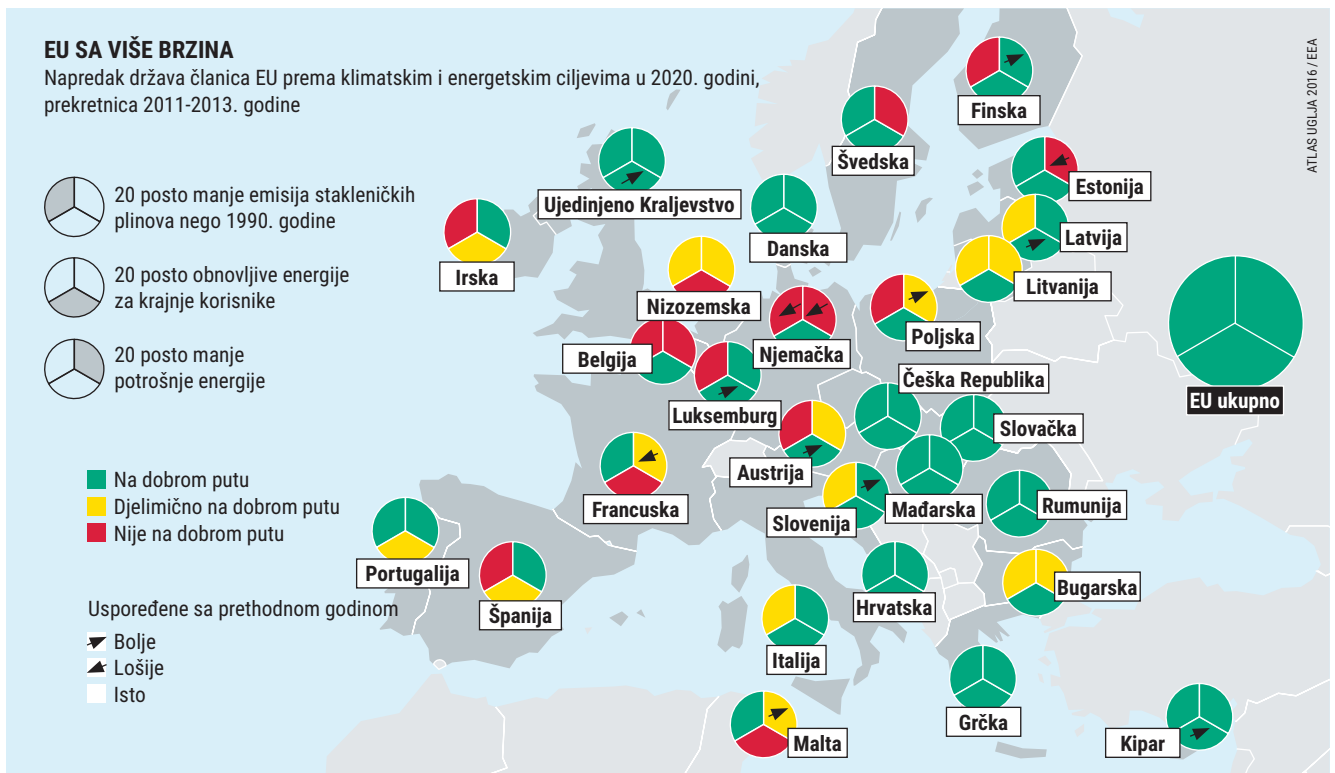 EU SA VIŠE BRZINA
Napredak država članica EU prema klimatskim i energetskim ciljevima u 2020. godini,
prekretnica 2011-2013. godine
20 posto manje emisija stakleničkih
plinova nego 1990. godine
20 posto obnovljive energije
za krajnje korisnike
20 posto manje
potrošnje energije
Na dobrom putu
Djelimično na dobrom putu
Nije na dobrom putu
Uspoređene sa prethodnom godinom
Bolje
Lošije
Isto
Finska
Švedska
Estonija
Ujedinjeno Kraljevstvo
Danska
Latvija
Irska
Nizozemska
Litvanija
Belgija
Njemačka
Poljska
Luksemburg
Češka Republika
EU ukupno
Slovačka
Austrija
Francuska
Slovenija
Mađarska
Rumunija
Portugalija
Španija
Hrvatska
Bugarska
Italija
Grčka
Malta
Kipar
ATLAS UGLJA 2016 / EEA